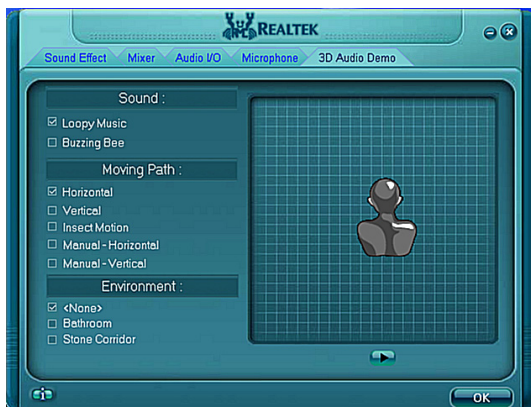 REALTEK
Sound Effect Mixer Audio I/O Microphone 3D Audio Demo
Sound :
Loopy Music
Buzzing Bee
Moving Path :
Horizontal
Vertical
Insect Motion
Manual - Horizontal
Manual - Vertical
Environment :
<None>
Bathroom
Stone Corridor
i
OK